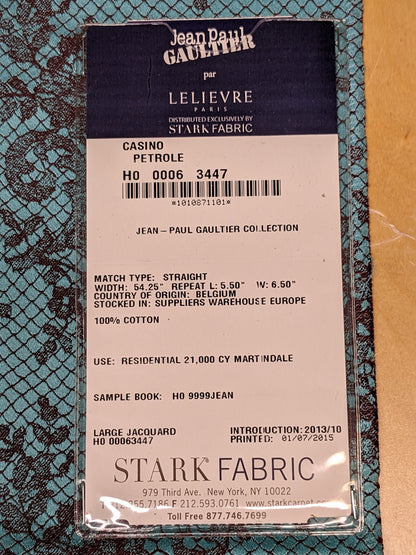 Jean Paul
GAULTIER
par
LELIEVRE
PARIS
DISTRIBUTED EXCLUSIVELY BY
STARK FABRIC
CASINO
PETROLE
H0 0006 3447
*1010871101*
JEAN-PAUL GAULTIER COLLECTION
MATCH TYPE: STRAIGHT
WIDTH: 54.25" REPEAT L: 5.50" W: 6.50"
COUNTRY OF ORIGIN: BELGIUM
STOCKED IN: SUPPLIERS WAREHOUSE EUROPE
100% COTTON
USE: RESIDENTIAL 21,000 CY MARTINDALE
SAMPLE BOOK: H0 9999JEAN
LARGE JACQUARD INTRODUCTION: 2013/10
H0 00063447 PRINTED: 01/07/2015
STARK® FABRIC
979 Third Ave. New York, NY 10022
.355.7186 F 212.593.0761 www.starkcarpet
Toll Free 877.746.7699